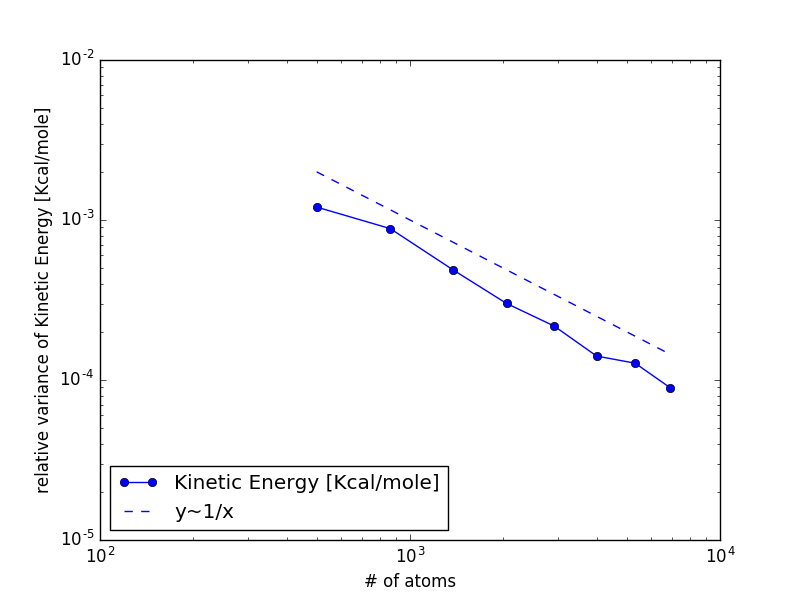 10^-2
10^-3
10^-4
10^-5
relative variance of Kinetic Energy [Kcal/mole]
Kinetic Energy [Kcal/mole]
y~1/x
10^2
10^3
10^4
# of atoms